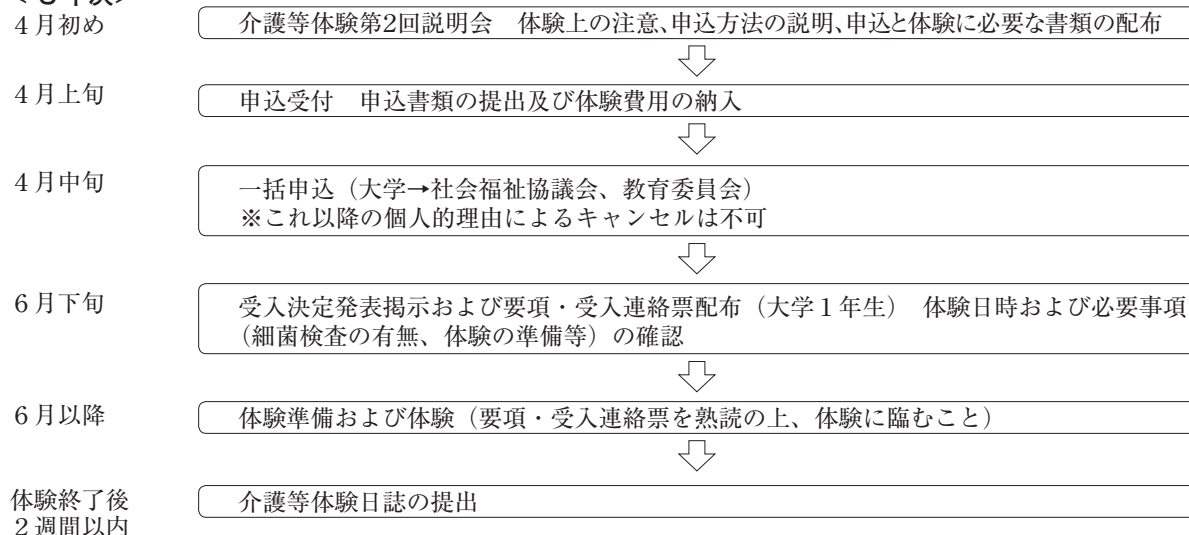 4月初め
介護等体験第2回説明会　体験上の注意、申込方法の説明、申込と体験に必要な書類の配布
4月上旬
申込受付　申込書類の提出及び体験費用の納入
4月中旬
一括申込（大学→社会福祉協議会、教育委員会）
※これ以降の個人的理由によるキャンセルは不可
6月下旬
受入決定発表掲示および要項・受入連絡票配布（大学1年生）　体験日時および必要事項
（細菌検査の有無、体験の準備等）の確認
6月以降
体験準備および体験（要項・受入連絡票を熟読の上、体験に臨むこと）
体験終了後
2週間以内
介護等体験日誌の提出